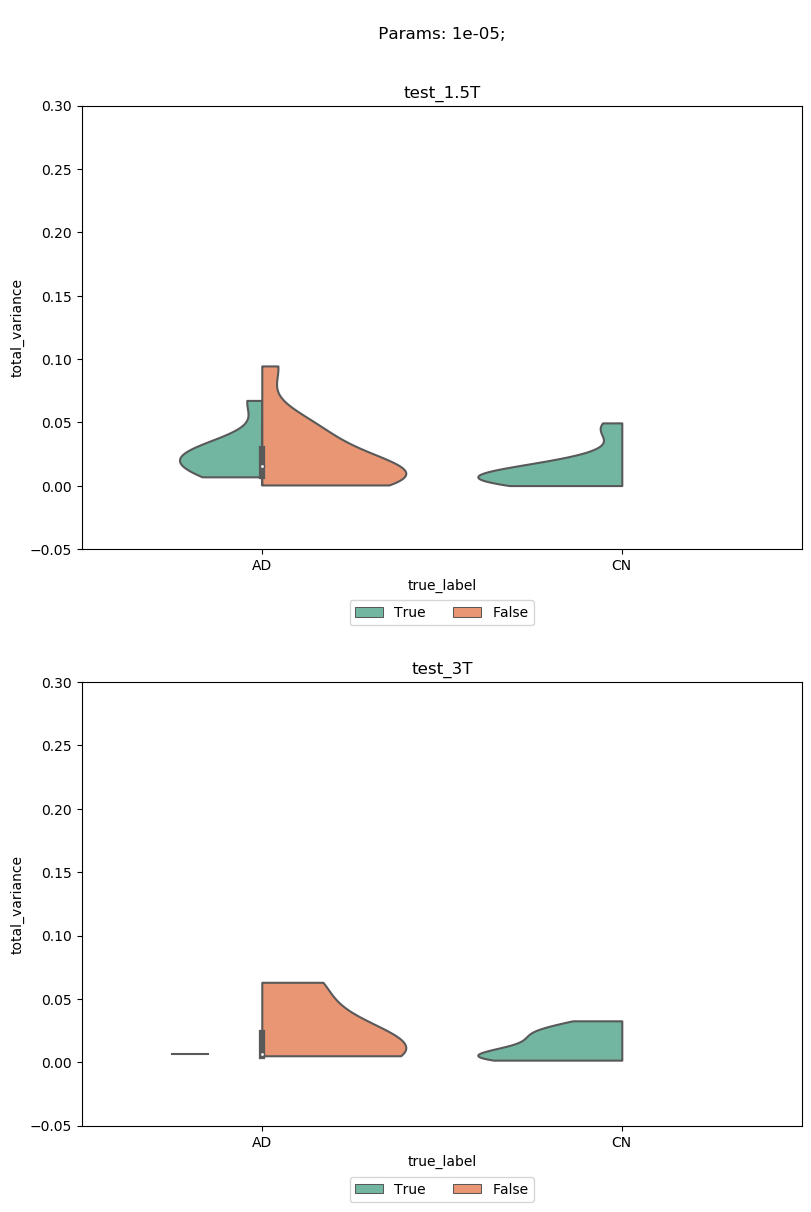 Params: 1e-05;
test_1.5T
0.30
0.25
0.20
0.15
0.10
0.05
0.00
−0.05
total_variance
AD CN
true_label
True False
test_3T
0.30
0.25
0.20
0.15
0.10
0.05
0.00
−0.05
total_variance
AD CN
true_label
True False